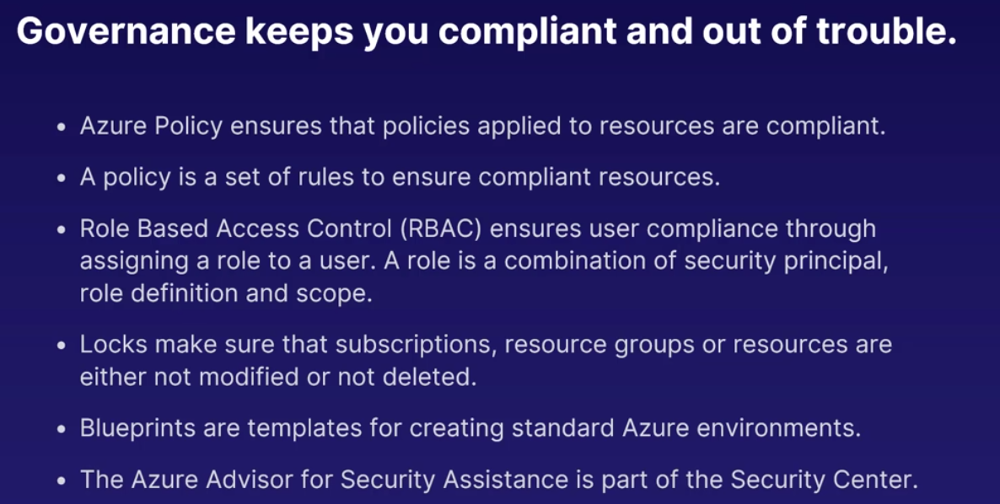 Governance keeps you compliant and out of trouble.
• Azure Policy ensures that policies applied to resources are compliant.
• A policy is a set of rules to ensure compliant resources.
• Role Based Access Control (RBAC) ensures user compliance through
assigning a role to a user. A role is a combination of security principal,
role definition and scope.
• Locks make sure that subscriptions, resource groups or resources are
either not modified or not deleted.
• Blueprints are templates for creating standard Azure environments.
• The Azure Advisor for Security Assistance is part of the Security Center.